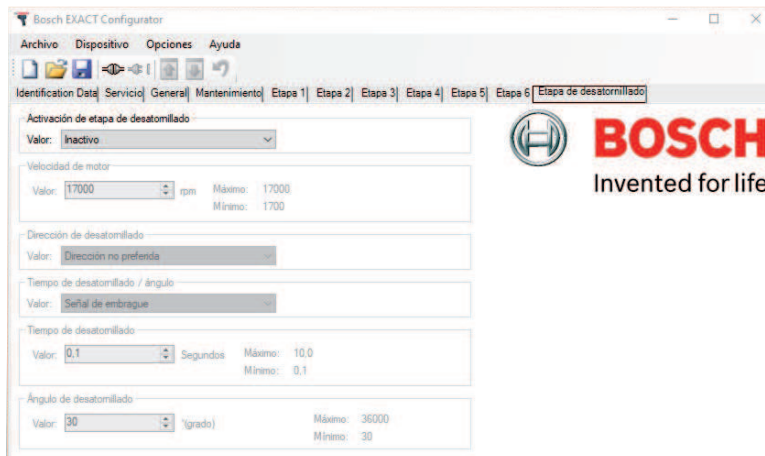 Bosch EXACT Configurator
Archivo Dispositivo Opciones Ayuda
Identification Data Servicio General Mantenimiento Etapa 1 Etapa 2 Etapa 3 Etapa 4 Etapa 5 Etapa 6 Etapa de desatornillado
Activación de etapa de desatornillado
Valor: Inactivo
BOSCH
Invented for life
Velocidad de motor
Valor: 17000 rpm Máximo: 17000
Mínimo: 1700
Dirección de desatornillado
Valor: Dirección no preferida
Tiempo de desatornillado / ángulo
Valor: Señal de embrague
Tiempo de desatornillado
Valor: 0,1 Segundos Máximo: 10,0
Mínimo: 0,1
Ángulo de desatornillado
Valor: 30 °(grado) Máximo: 36000
Mínimo: 30